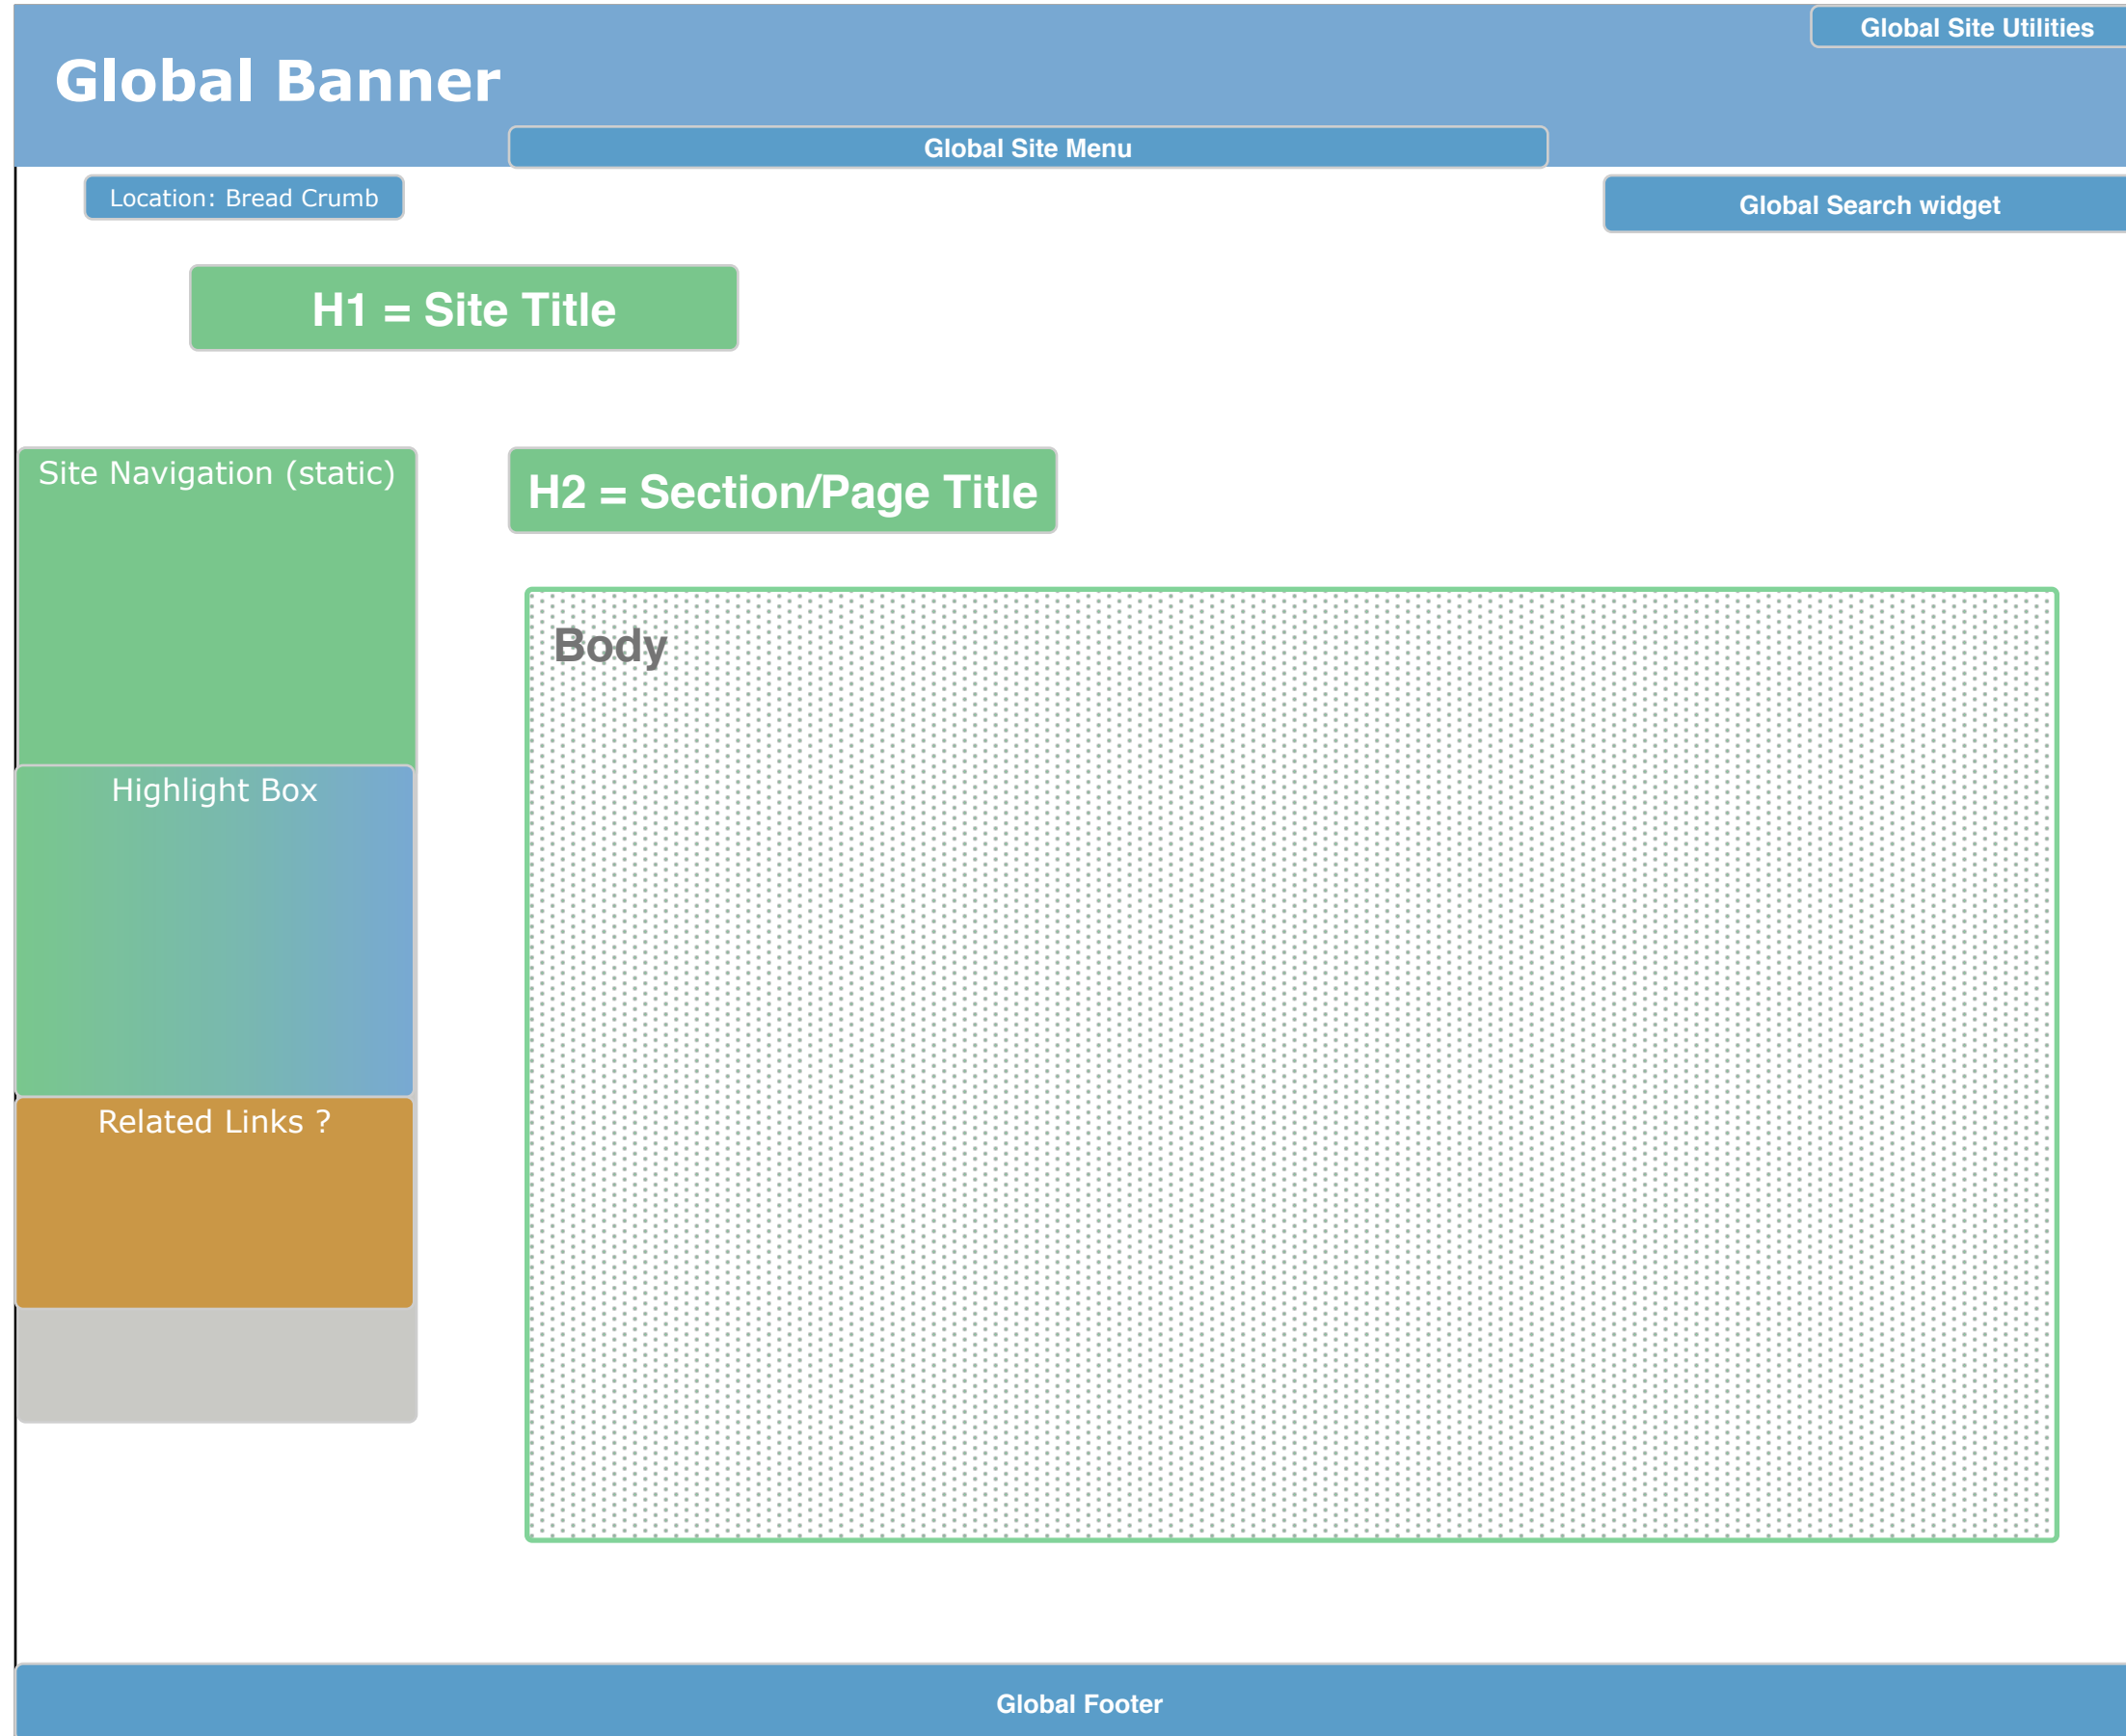 Global Site Utilities
Global Banner
Global Site Menu
Location: Bread Crumb
Global Search widget
H1 = Site Title
Site Navigation (static)
H2 = Section/Page Title
Body
Highlight Box
Related Links ?
Global Footer